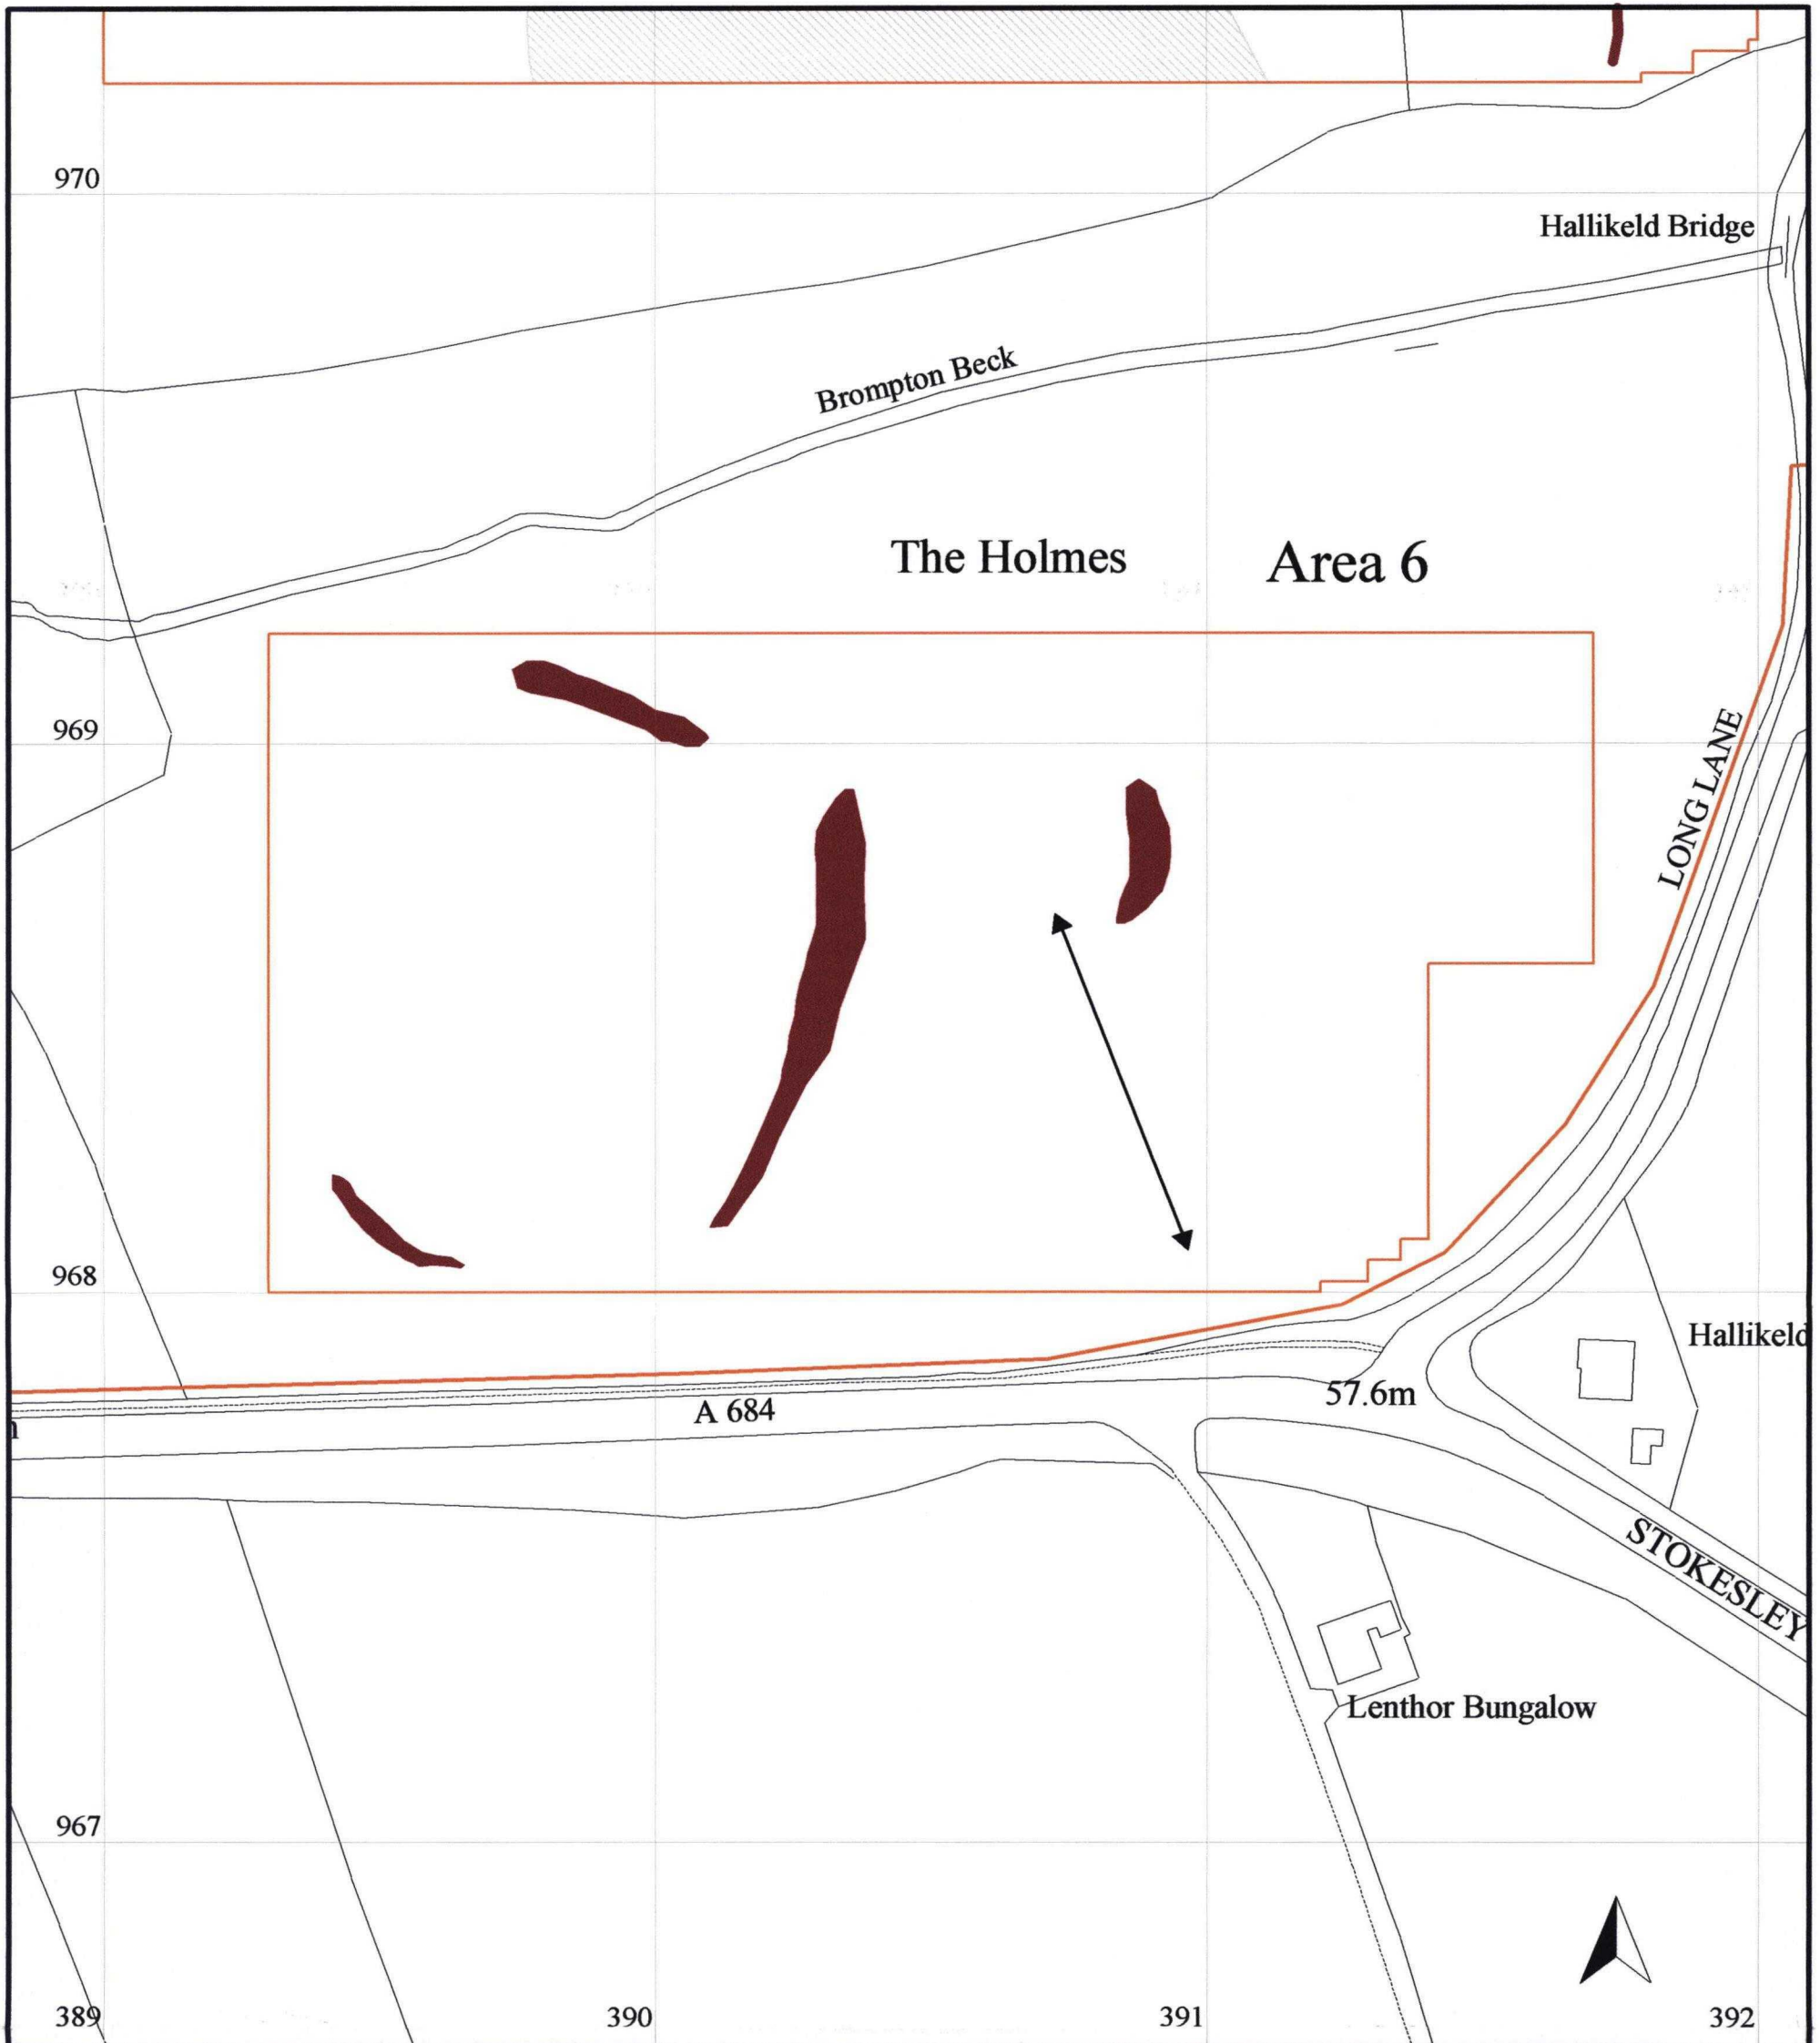 970
Hallikeld Bridge
Brompton Beck
The Holmes
Area 6
969
LONG LANE
968
Hallikeld
57.6m
A 684
STOKESLEY
Lenthor Bungalow
967
389
390
391
392